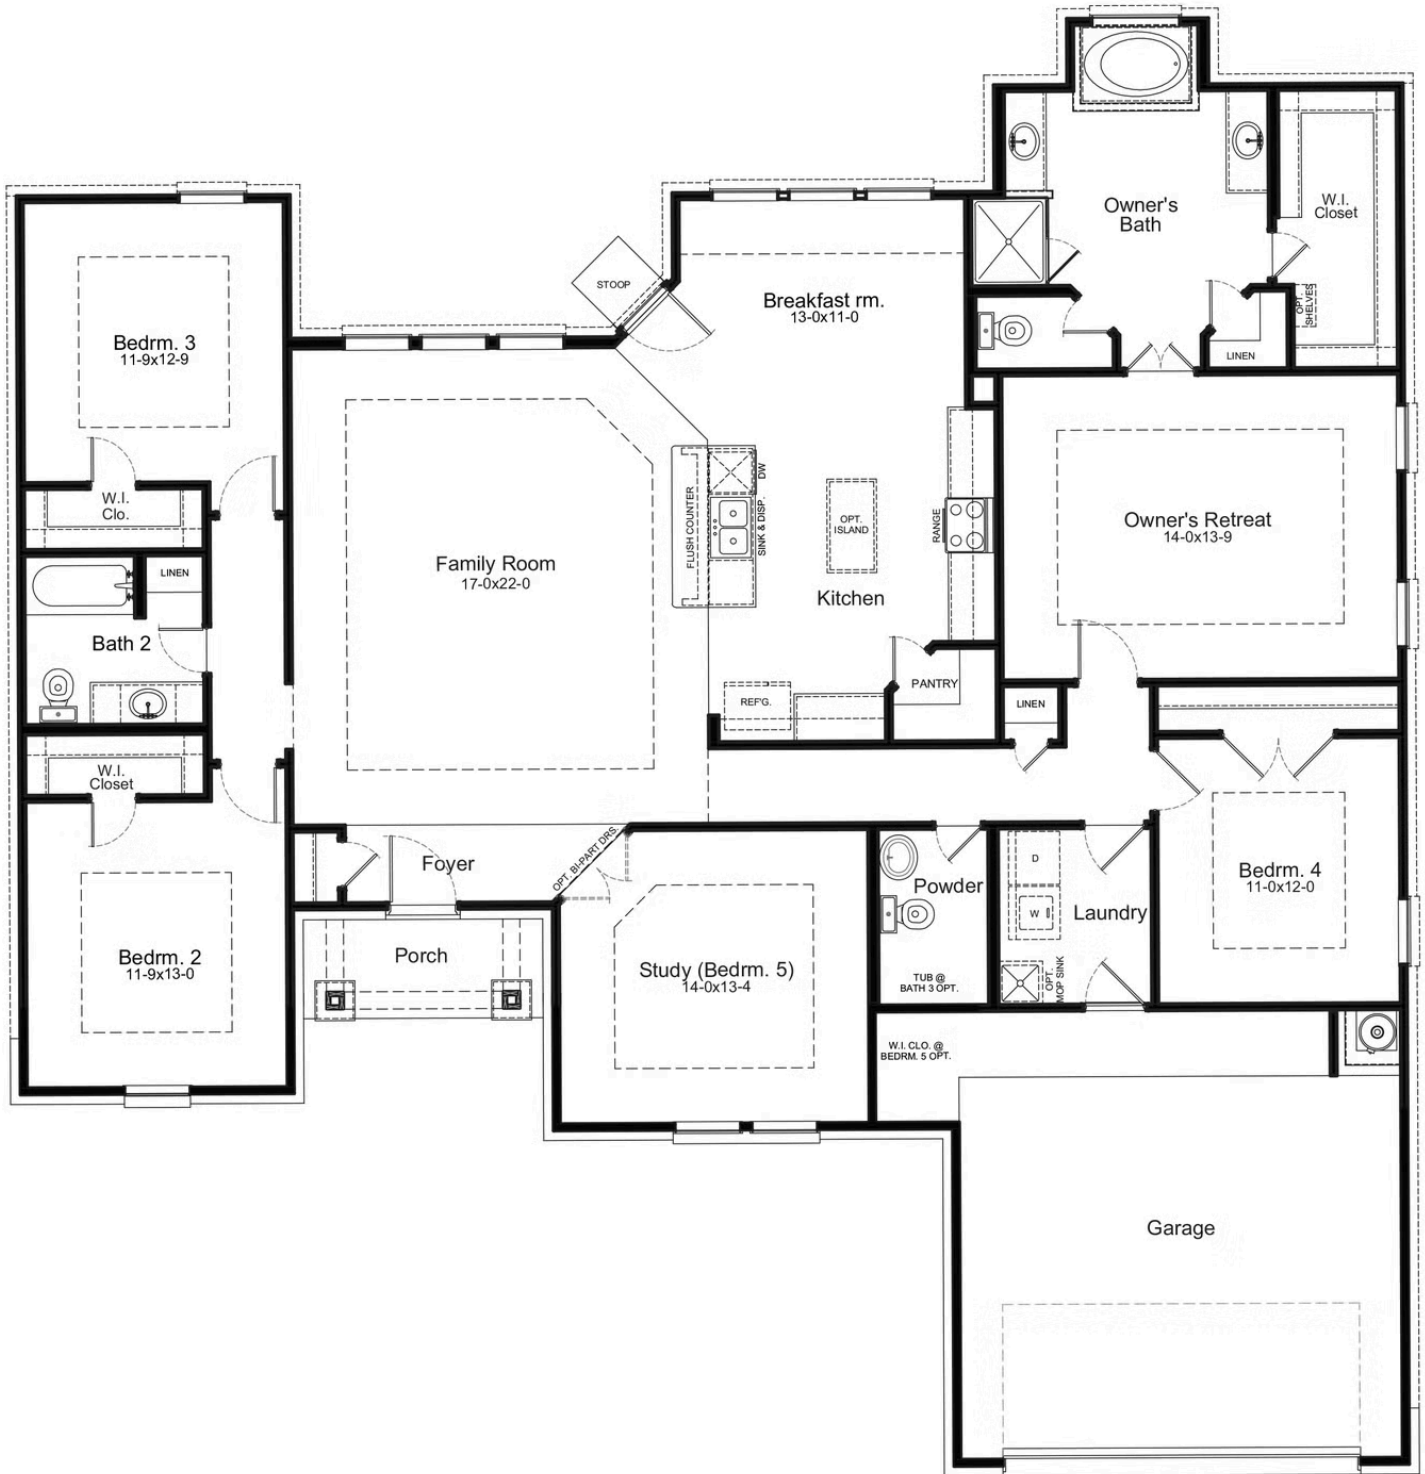 Owner's
Bath
W.I.
Closet
OPT.
SHELVES
LINEN
STOOP
Breakfast rm.
13-0x11-0
Bedrm. 3
11-9x12-9
W.I.
Clo.
LINEN
Bath 2
W.I.
Closet
Bedrm. 2
11-9x13-0
Family Room
17-0x22-0
FLUSH COUNTER
DW
SINK & DISP.
OPT.
ISLAND
RANGE
Kitchen
REF'G.
PANTRY
Owner's Retreat
14-0x13-9
LINEN
Foyer
OPT. BI-PART DRS.
Porch
Study (Bedrm. 5)
14-0x13-4
Powder
TUB @
BATH 3 OPT.
D
W
Laundry
OPT.
MOP SINK
Bedrm. 4
11-0x12-0
W.I. CLO. @
BEDRM. 5 OPT.
Garage